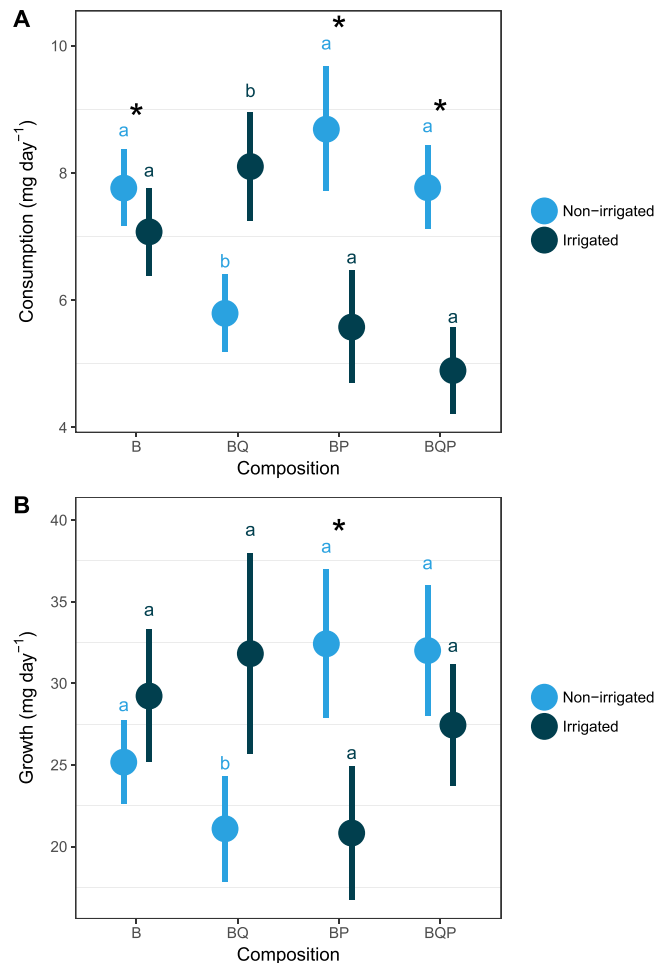 A
Consumption (mg day⁻¹)
10
8
6
4
a
*
a
b
b
a
*
a
a
*
a
B
BQ
BP
BQP
Composition
Non−irrigated
Irrigated
B
Growth (mg day⁻¹)
40
35
30
25
20
a
a
b
a
a
*
a
a
a
B
BQ
BP
BQP
Composition
Non−irrigated
Irrigated